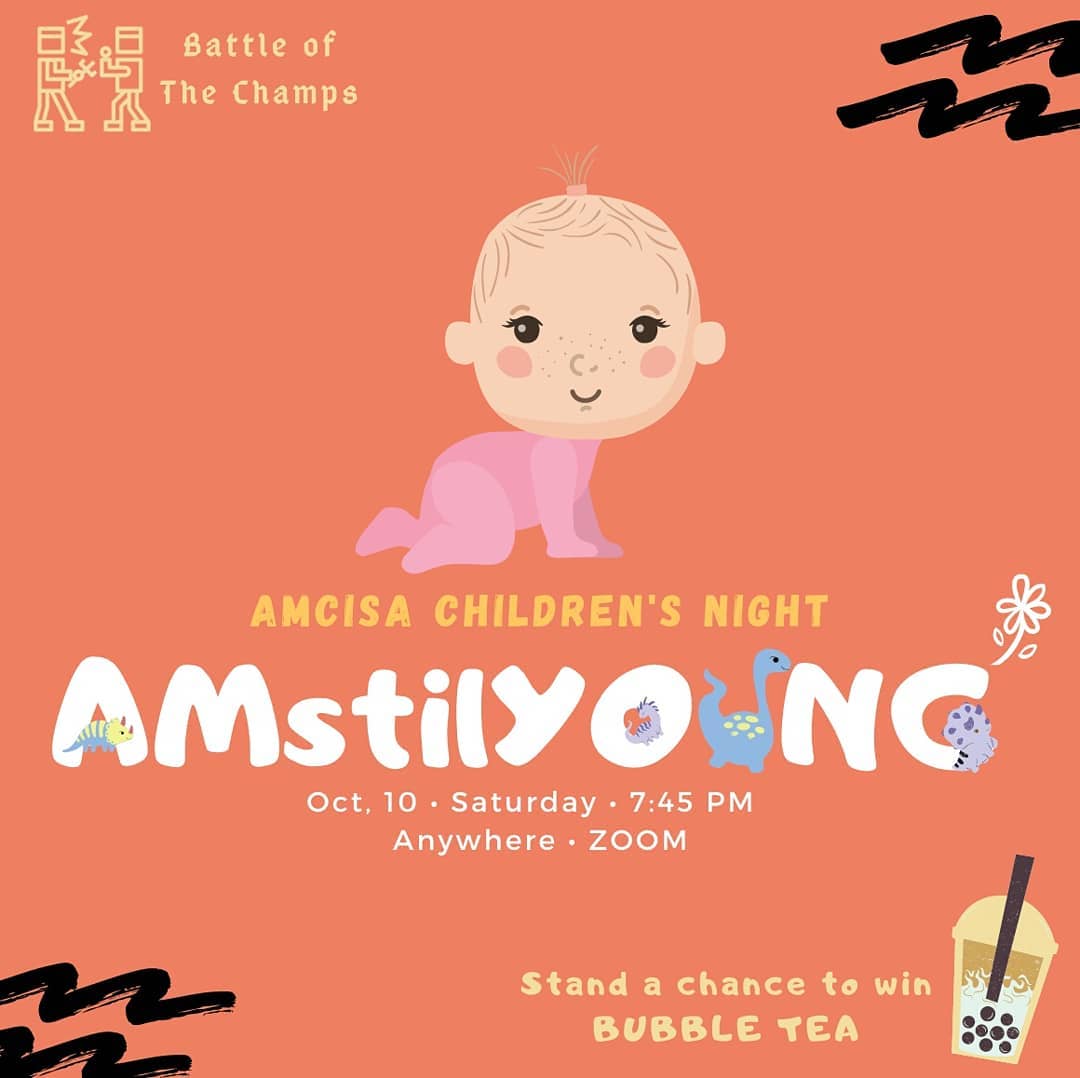 Battle of
The Champs
AMCISA CHILDREN'S NIGHT
AMstilYOUNG
Oct, 10 • Saturday • 7:45 PM
Anywhere • ZOOM
Stand a chance to win
BUBBLE TEA